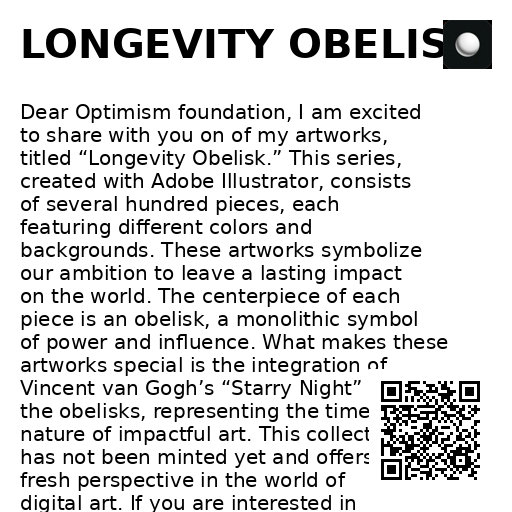 LONGEVITY OBELIS
Dear Optimism foundation, I am excited
to share with you on of my artworks,
titled “Longevity Obelisk.” This series,
created with Adobe Illustrator, consists
of several hundred pieces, each
featuring different colors and
backgrounds. These artworks symbolize
our ambition to leave a lasting impact
on the world. The centerpiece of each
piece is an obelisk, a monolithic symbol
of power and influence. What makes these
artworks special is the integration of
Vincent van Gogh’s “Starry Night”
the obelisks, representing the time
nature of impactful art. This collect
has not been minted yet and offers
fresh perspective in the world of
digital art. If you are interested in